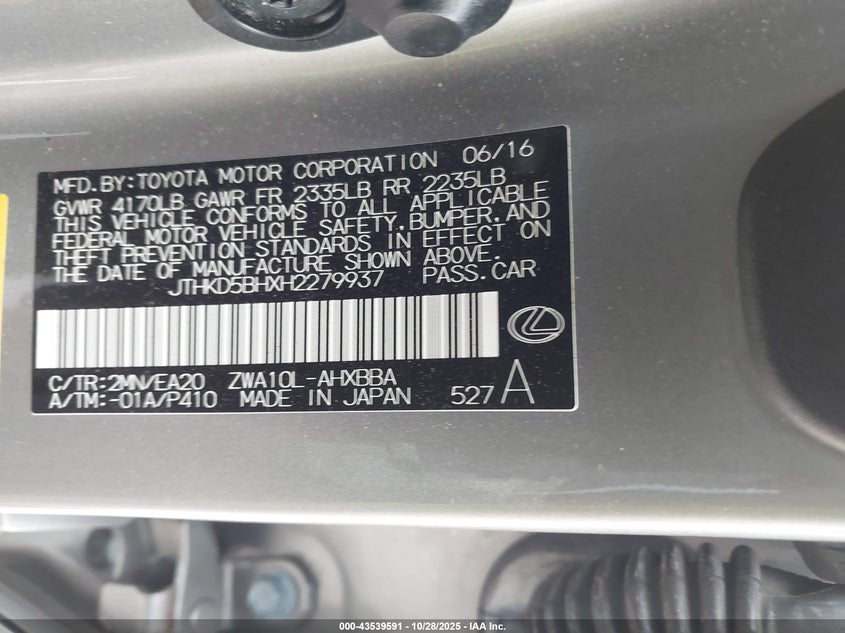 MFD.BY:TOYOTA MOTOR CORPORATION 06/16
GVWR 4170LB GAWR FR 2335LB RR 2235LB
THIS VEHICLE CONFORMS TO ALL APPLICABLE
FEDERAL MOTOR VEHICLE SAFETY,BUMPER,AND
THEFT PREVENTION STANDARDS IN EFFECT ON
THE DATE OF MANUFACTURE SHOWN ABOVE.
JTHKD5BHXH2279937 PASS.CAR
C/TR:2MN/EA20 ZWA10L-AHXBBA
A/TM:-01A/P410 MADE IN JAPAN 527 A
000-43539591 - 10/28/2025 - IAA Inc.